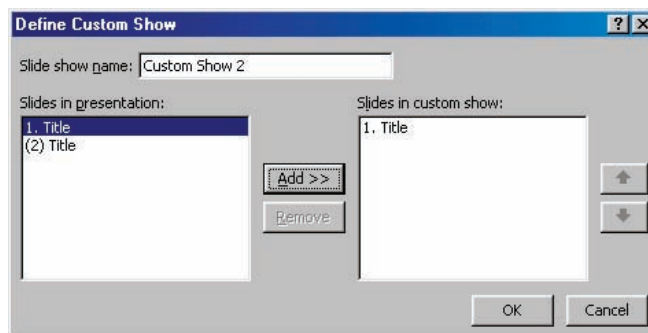 Define Custom Show
Slide show name: Custom Show 2
Slides in presentation:
1. Title
(2) Title
Add >>
Remove
Slides in custom show:
1. Title
OK
Cancel